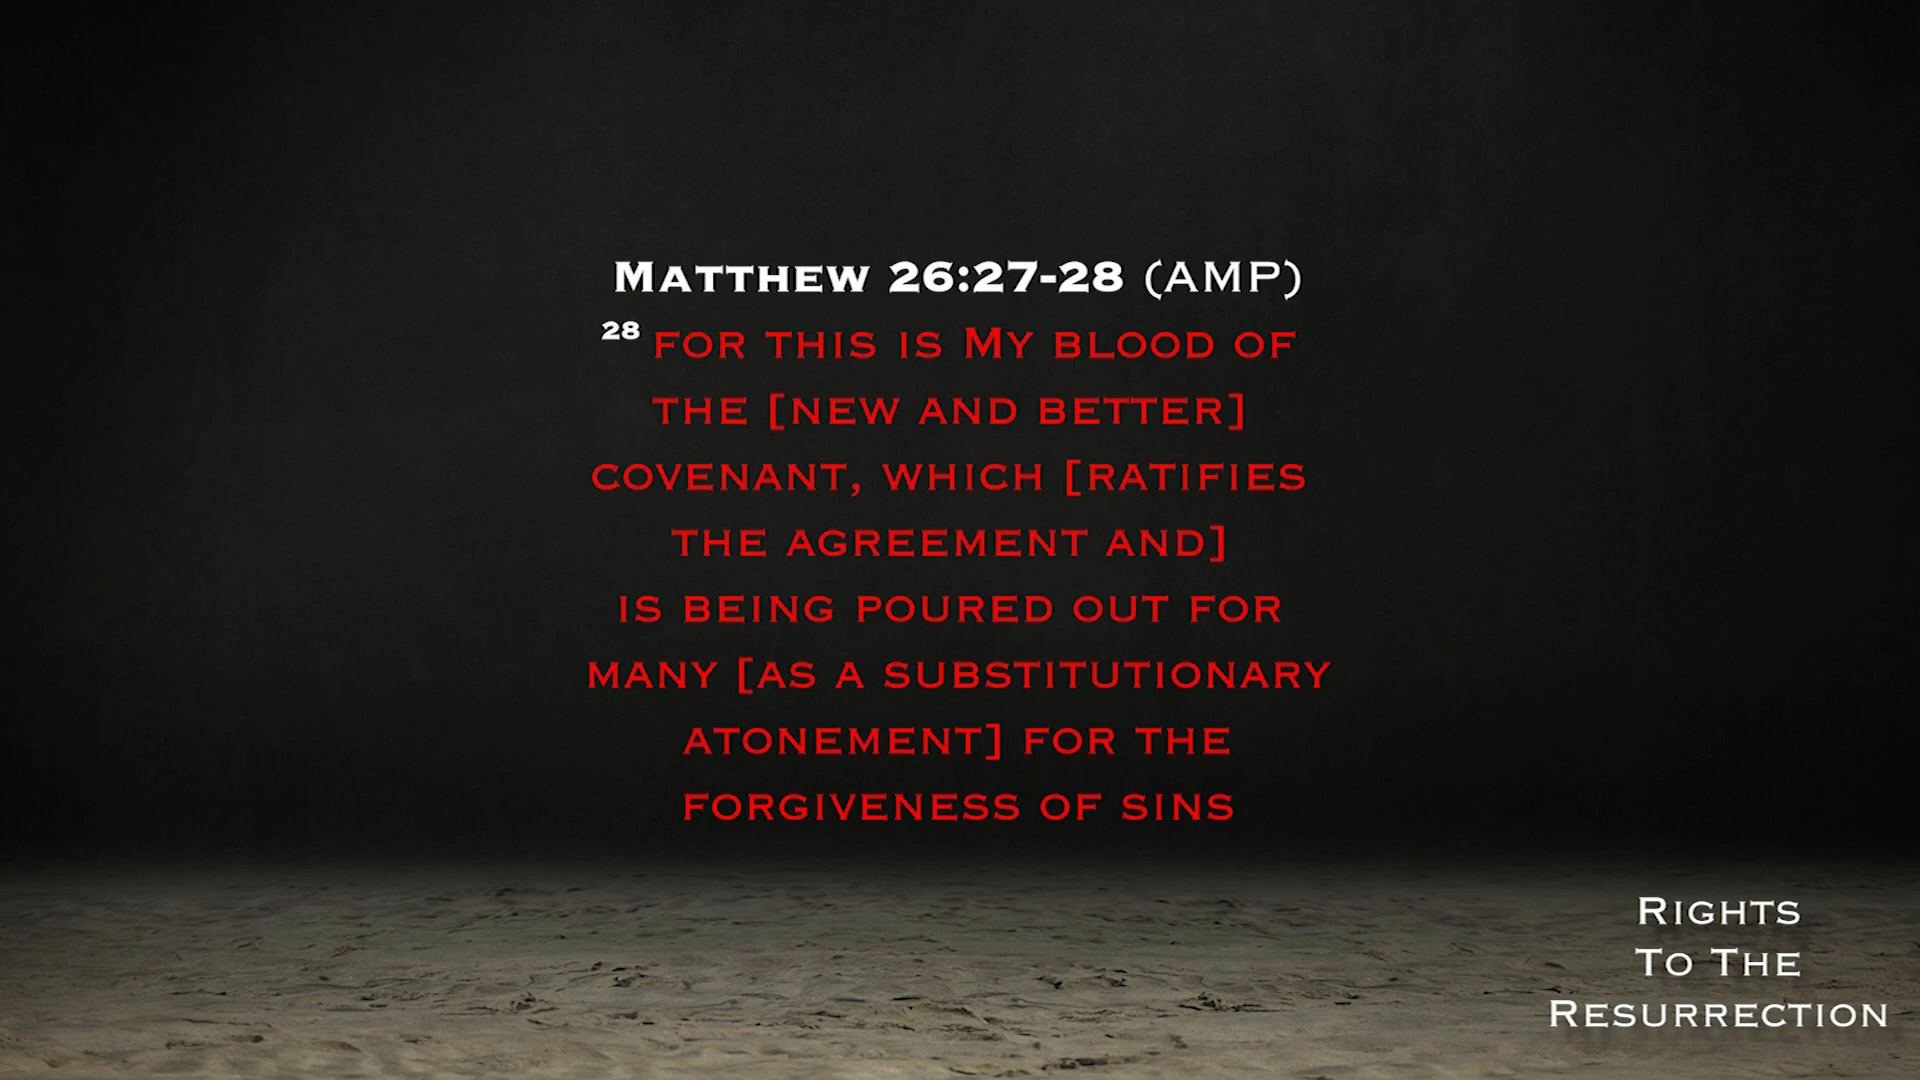 Matthew 26:27-28 (AMP)
28 for this is My blood of
the [new and better]
covenant, which [ratifies
the agreement and]
is being poured out for
many [as a substitutionary
atonement] for the
forgiveness of sins
Rights
To The
Resurrection